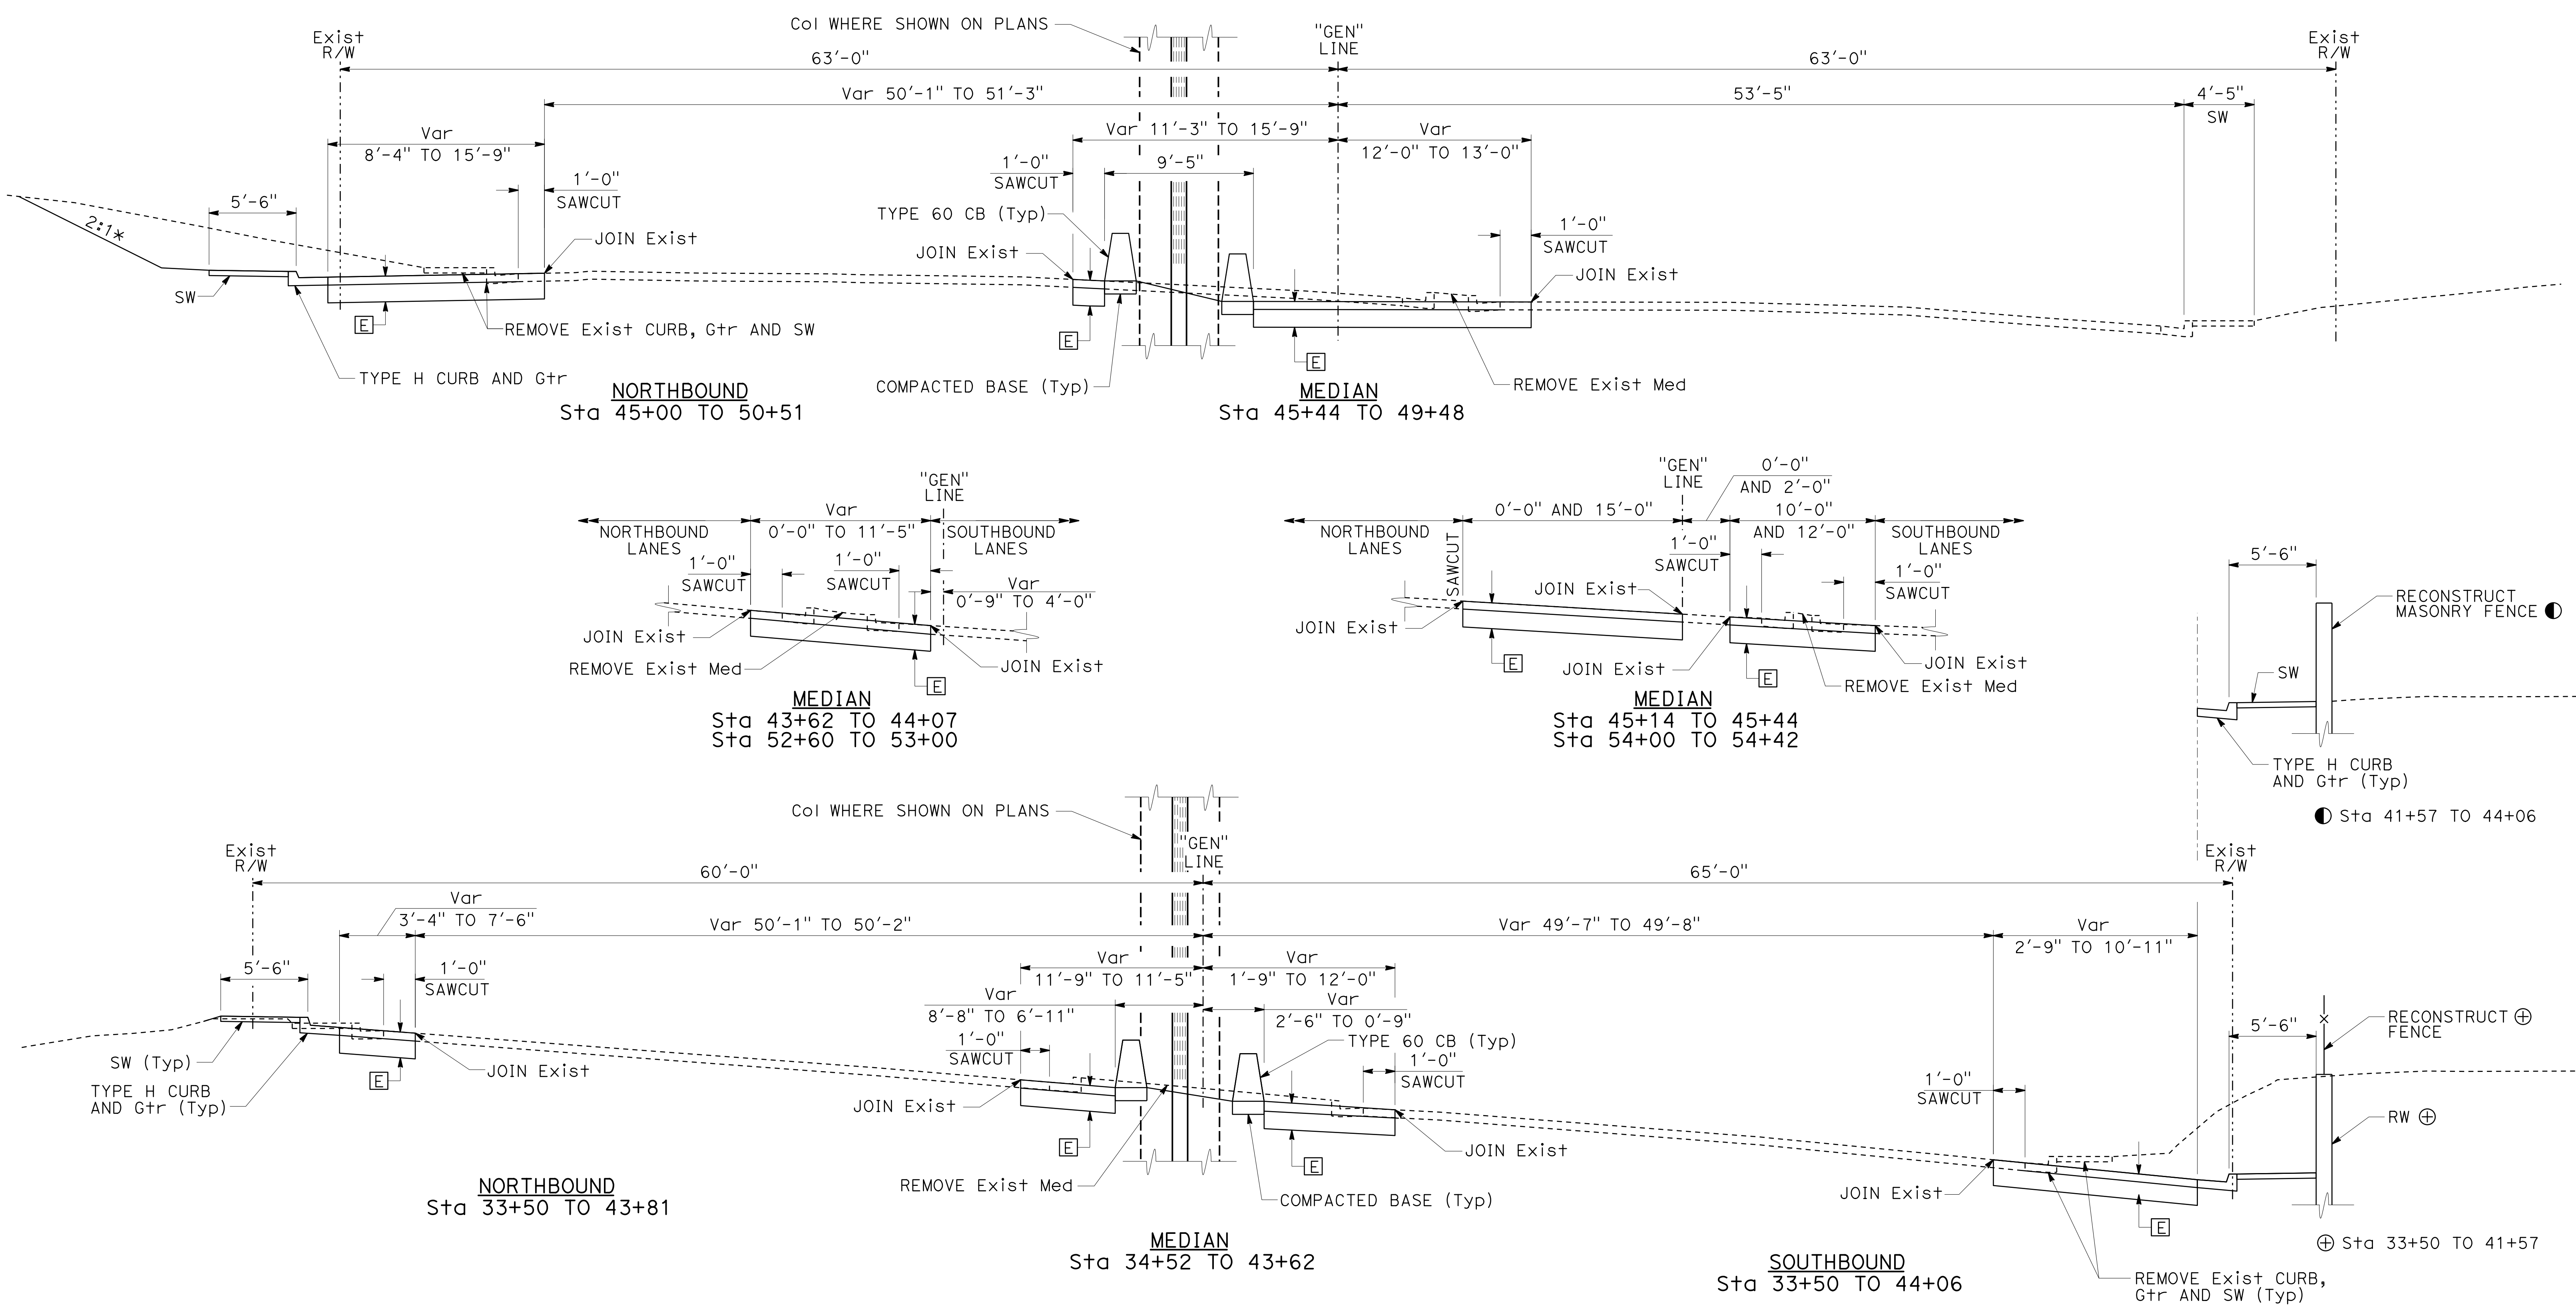 Col WHERE SHOWN ON PLANS
Exist
R/W
"GEN"
LINE
Exist
R/W
63'-0"
63'-0"
Var 50'-1" TO 51'-3"
53'-5"
4'-5"
SW
Var
8'-4" TO 15'-9"
Var 11'-3" TO 15'-9"
Var
12'-0" TO 13'-0"
1'-0"
SAWCUT
9'-5"
1'-0"
SAWCUT
5'-6"
TYPE 60 CB (Typ)
1'-0"
SAWCUT
2:1*
JOIN Exist
JOIN Exist
JOIN Exist
SW
E
REMOVE Exist CURB, Gtr AND SW
E
E
TYPE H CURB AND Gtr
COMPACTED BASE (Typ)
REMOVE Exist Med
NORTHBOUND
Sta 45+00 TO 50+51
MEDIAN
Sta 45+44 TO 49+48
"GEN"
LINE
Var
0'-0" TO 11'-5"
NORTHBOUND
LANES
SOUTHBOUND
LANES
1'-0"
SAWCUT
1'-0"
SAWCUT
Var
0'-9" TO 4'-0"
JOIN Exist
REMOVE Exist Med
JOIN Exist
E
MEDIAN
Sta 43+62 TO 44+07
Sta 52+60 TO 53+00
"GEN"
LINE
0'-0"
AND 2'-0"
0'-0" AND 15'-0"
10'-0"
AND 12'-0"
NORTHBOUND
LANES
SOUTHBOUND
LANES
SAWCUT
1'-0"
SAWCUT
1'-0"
SAWCUT
JOIN Exist
JOIN Exist
E
JOIN Exist
E
JOIN Exist
REMOVE Exist Med
MEDIAN
Sta 45+14 TO 45+44
Sta 54+00 TO 54+42
5'-6"
RECONSTRUCT
MASONRY FENCE ◐
SW
TYPE H CURB
AND Gtr (Typ)
◐ Sta 41+57 TO 44+06
Col WHERE SHOWN ON PLANS
Exist
R/W
"GEN"
LINE
Exist
R/W
60'-0"
65'-0"
Var
3'-4" TO 7'-6"
Var 50'-1" TO 50'-2"
Var 49'-7" TO 49'-8"
Var
2'-9" TO 10'-11"
5'-6"
1'-0"
SAWCUT
Var
11'-9" TO 11'-5"
Var
1'-9" TO 12'-0"
Var
8'-8" TO 6'-11"
Var
2'-6" TO 0'-9"
1'-0"
SAWCUT
TYPE 60 CB (Typ)
1'-0"
SAWCUT
5'-6"
RECONSTRUCT ⊕
FENCE
SW (Typ)
TYPE H CURB
AND Gtr (Typ)
E
JOIN Exist
JOIN Exist
E
E
JOIN Exist
REMOVE Exist Med
COMPACTED BASE (Typ)
1'-0"
SAWCUT
RW ⊕
JOIN Exist
E
NORTHBOUND
Sta 33+50 TO 43+81
MEDIAN
Sta 34+52 TO 43+62
SOUTHBOUND
Sta 33+50 TO 44+06
⊕ Sta 33+50 TO 41+57
REMOVE Exist CURB,
Gtr AND SW (Typ)